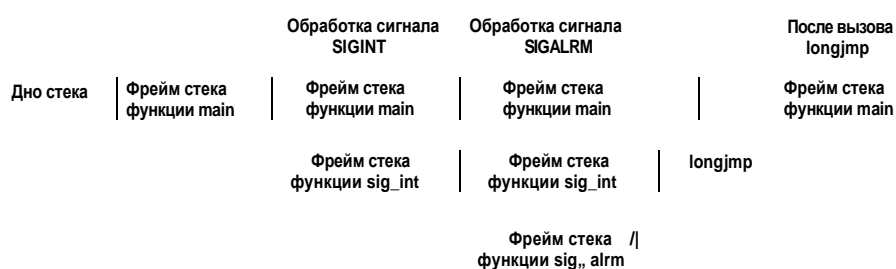 Обработка сигнала Обработка сигнала После вызова
SIGINT SIGALRM longjmp
Дно стека Фрейм стека Фрейм стека Фрейм стека Фрейм стека
функции main функции main функции main функции main
Фрейм стека Фрейм стека longjmp
функции sig_int функции sig_int
Фрейм стека /|
функции sig„ alrm